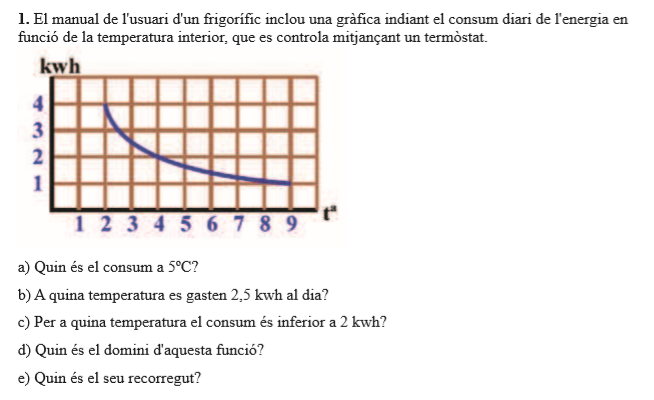 1. El manual de l'usuari d'un frigorífic inclou una gràfica indiant el consum diari de l'energia en
funció de la temperatura interior, que es controla mitjançant un termòstat.
kwh
4
3
2
1
1 2 3 4 5 6 7 8 9 tª
a) Quin és el consum a 5ºC?
b) A quina temperatura es gasten 2,5 kwh al dia?
c) Per a quina temperatura el consum és inferior a 2 kwh?
d) Quin és el domini d'aquesta funció?
e) Quin és el seu recorregut?